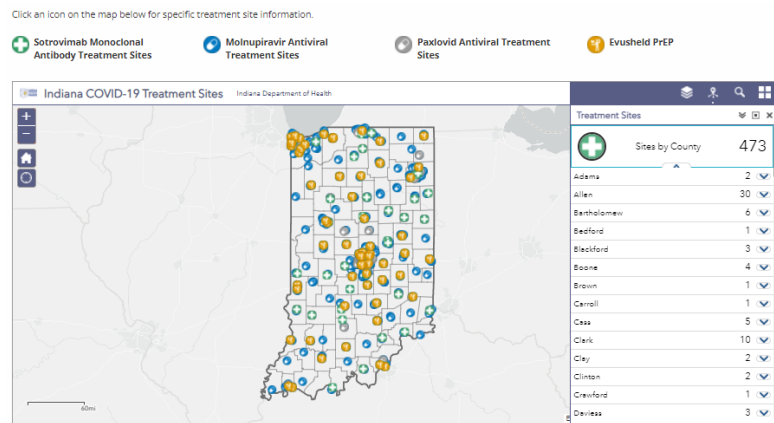 Click an icon on the map below for specific treatment site information.
Sotrovimab Monoclonal
Antibody Treatment Sites
Molnupiravir Antiviral
Treatment Sites
Paxlovid Antiviral Treatment
Sites
Evusheld PrEP
Indiana COVID-19 Treatment Sites
Indiana Department of Health
Treatment Sites
Sites by County
473
Adams 2
Allen 30
Bartholomew 6
Bedford 1
Blackford 3
Boone 4
Brown 1
Carroll 1
Cass 5
Clark 10
Clay 2
Clinton 2
Crawford 1
Daviess 3
60mi